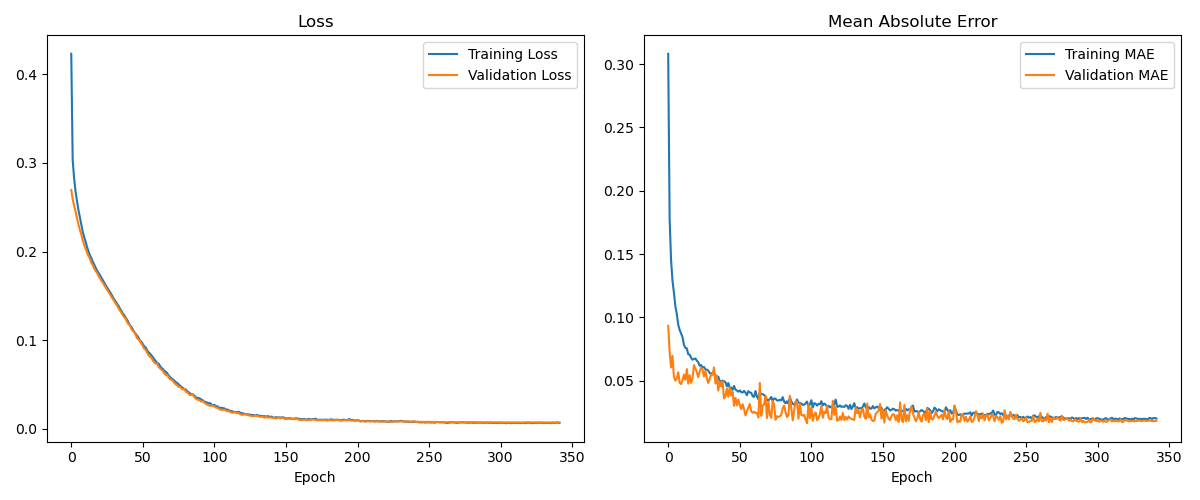 Loss
Training Loss
Validation Loss
0.4
0.3
0.2
0.1
0.0
0 50 100 150 200 250 300 350
Epoch
Mean Absolute Error
Training MAE
Validation MAE
0.30
0.25
0.20
0.15
0.10
0.05
0 50 100 150 200 250 300 350
Epoch